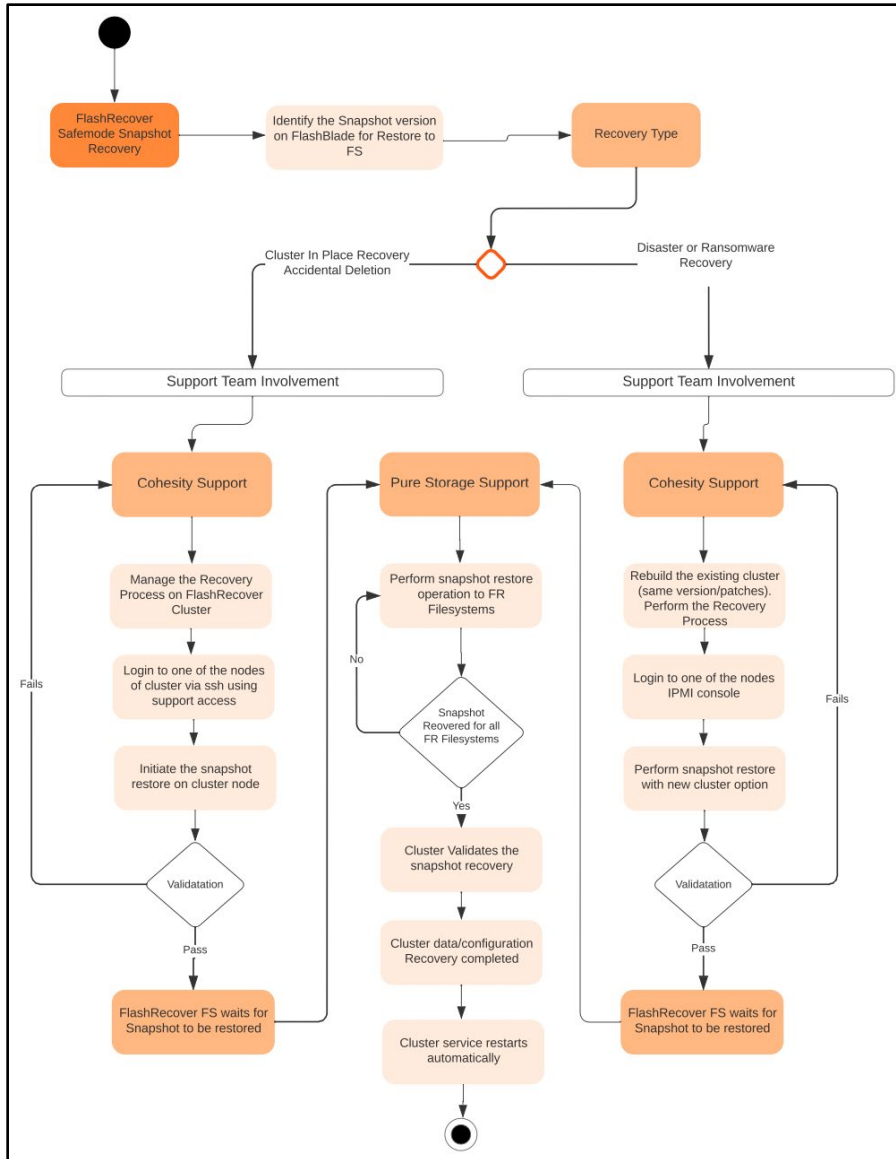 FlashRecover
Safemode Snapshot
Recovery
Identify the Snapshot version
on FlashBlade for Restore to
FS
Recovery Type
Cluster In Place Recovery
Accidental Deletion
Disaster or Ransomware
Recovery
Support Team Involvement
Support Team Involvement
Cohesity Support
Manage the Recovery
Process on FlashRecover
Cluster
Login to one of the nodes
of cluster via ssh using
support access
Fails
Initiate the snapshot
restore on cluster node
Validatation
Pass
FlashRecover FS waits for
Snapshot to be restored
Pure Storage Support
Perform snapshot restore
operation to FR
Filesystems
No
Snapshot
Reovered for all
FR Filesystems
Yes
Cluster Validates the
snapshot recovery
Cluster data/configuration
Recovery completed
Cluster service restarts
automatically
Cohesity Support
Rebuild the existing cluster
(same version/patches).
Perform the Recovery
Process
Login to one of the nodes
IPMI console
Fails
Perform snapshot restore
with new cluster option
Validatation
Pass
FlashRecover FS waits for
Snapshot to be restored